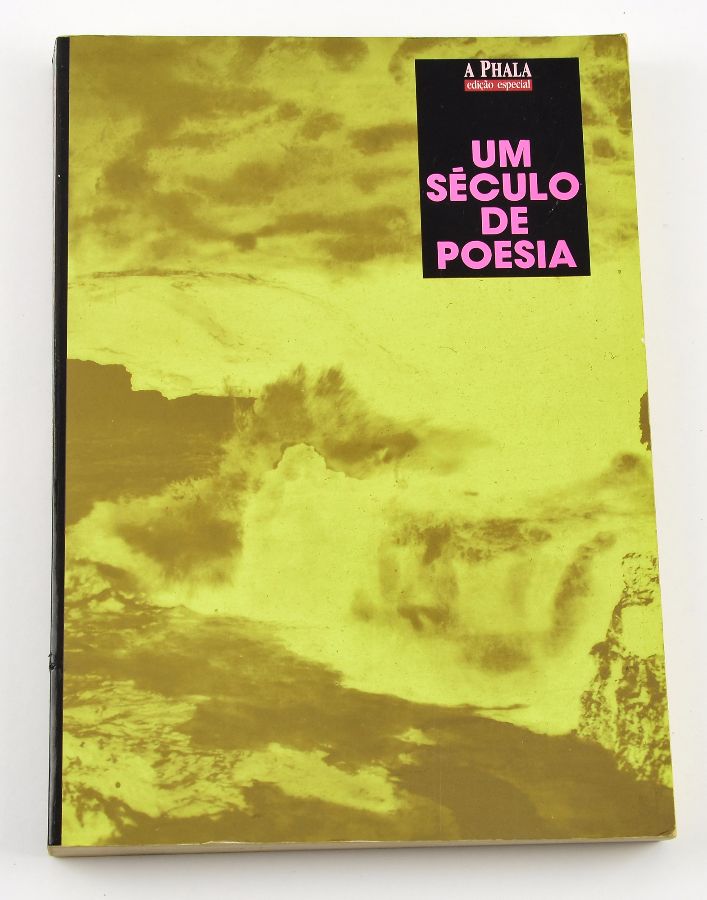 A PHALA
edição especial
UM
SÉCULO
DE
POESIA